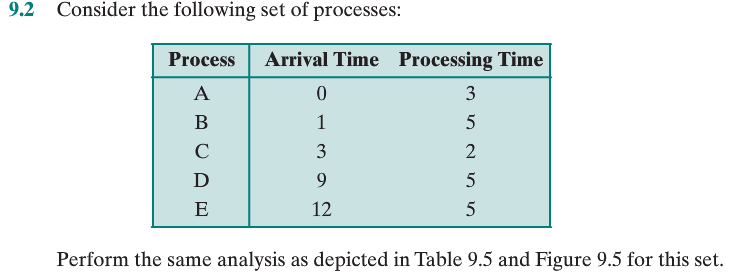 9.2 Consider the following set of processes:
Process Arrival Time Processing Time
A 0 3
B 1 5
C 3 2
D 9 5
E 12 5
Perform the same analysis as depicted in Table 9.5 and Figure 9.5 for this set.